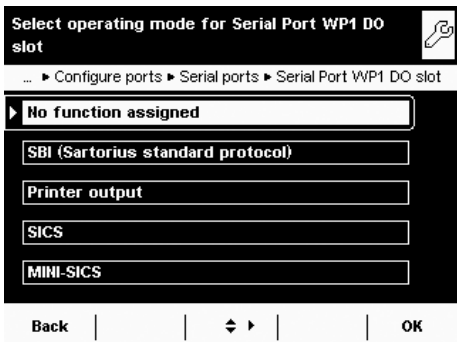 Select operating mode for Serial Port WP1 DO
slot
... ▸ Configure ports ▸ Serial ports ▸ Serial Port WP1 DO slot
No function assigned
SBI (Sartorius standard protocol)
Printer output
SICS
MINI-SICS
Back
OK